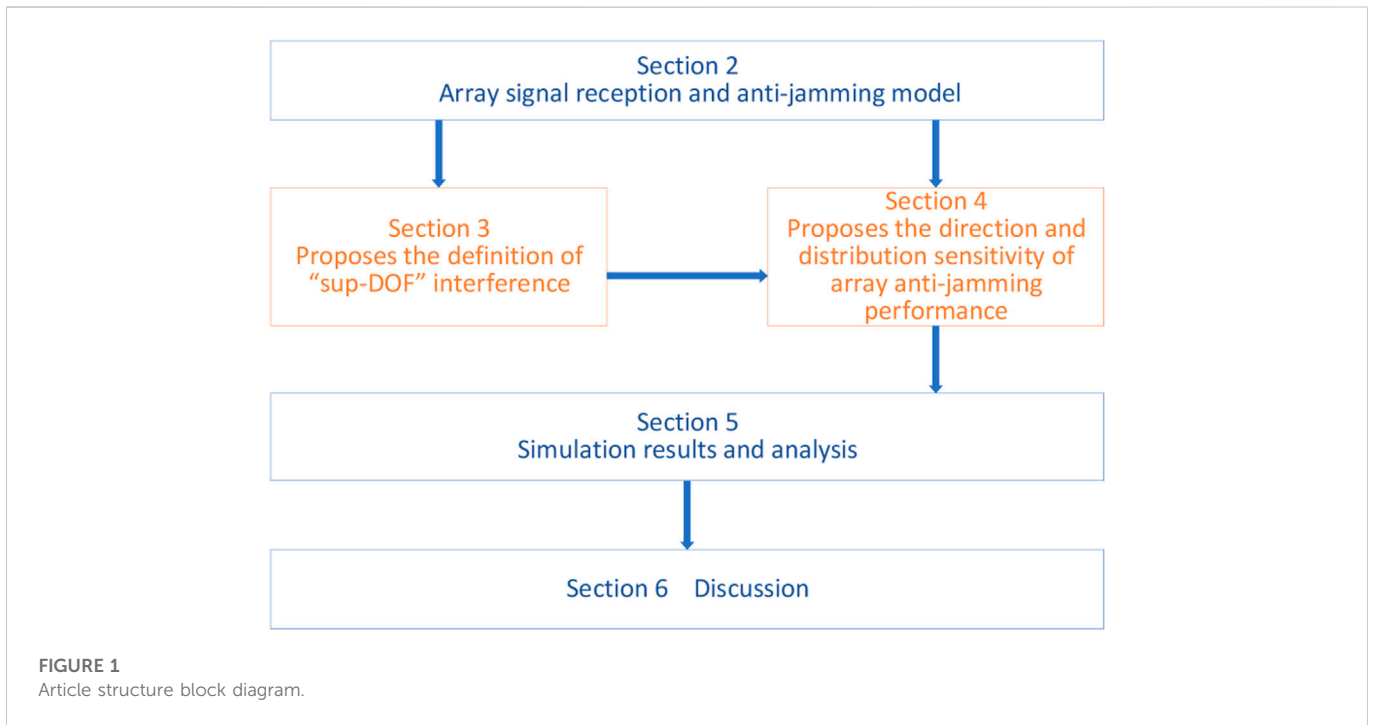 Section 2
Array signal reception and anti-jamming model
Section 3
Proposes the definition of
“sup-DOF” interference
Section 4
Proposes the direction and
distribution sensitivity of
array anti-jamming
performance
Section 5
Simulation results and analysis
Section 6 Discussion
FIGURE 1
Article structure block diagram.